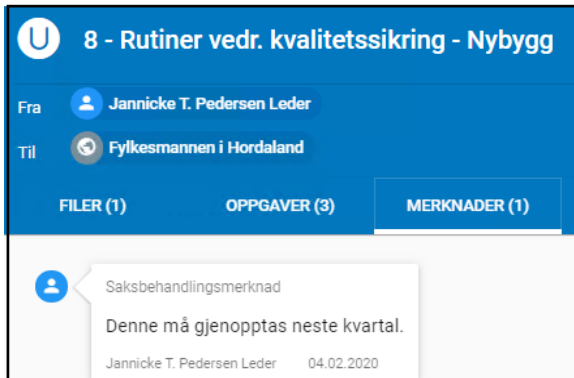 U 8 - Rutiner vedr. kvalitetssikring - Nybygg
Fra Jannicke T. Pedersen Leder
Til Fylkesmannen i Hordaland
FILER (1) OPPGAVER (3) MERKNADER (1)
Saksbehandlingsmerknad
Denne må gjenopptas neste kvartal.
Jannicke T. Pedersen Leder 04.02.2020